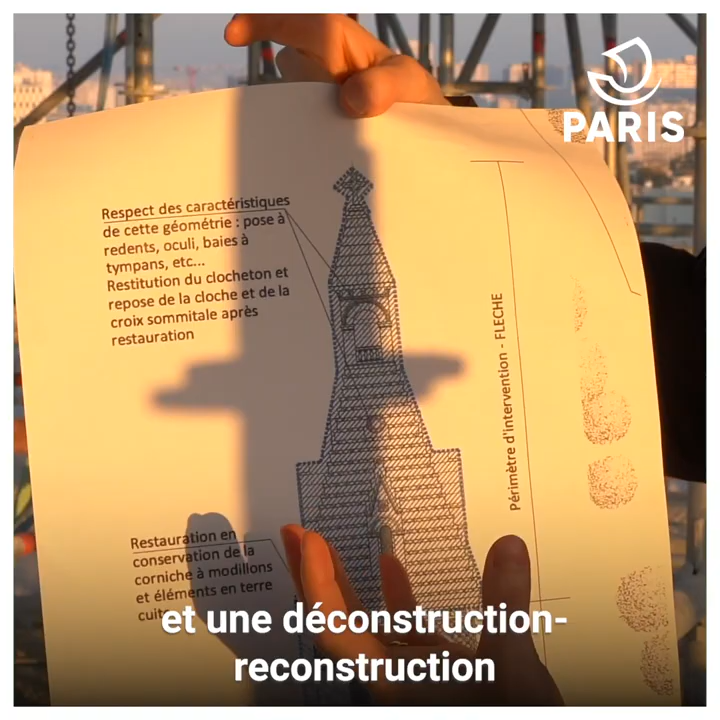 PARIS
Respect des caractéristiques
de cette géométrie : pose à
redents, oculi, baies à
tympans, etc...
Restitution du clocheton et
repose de la cloche et de la
croix sommitale après
restauration
Périmètre d'intervention - FLECHE
Restauration en
conservation de la
corniche à modillons
et éléments en terre
cuite
et une déconstruction-
reconstruction